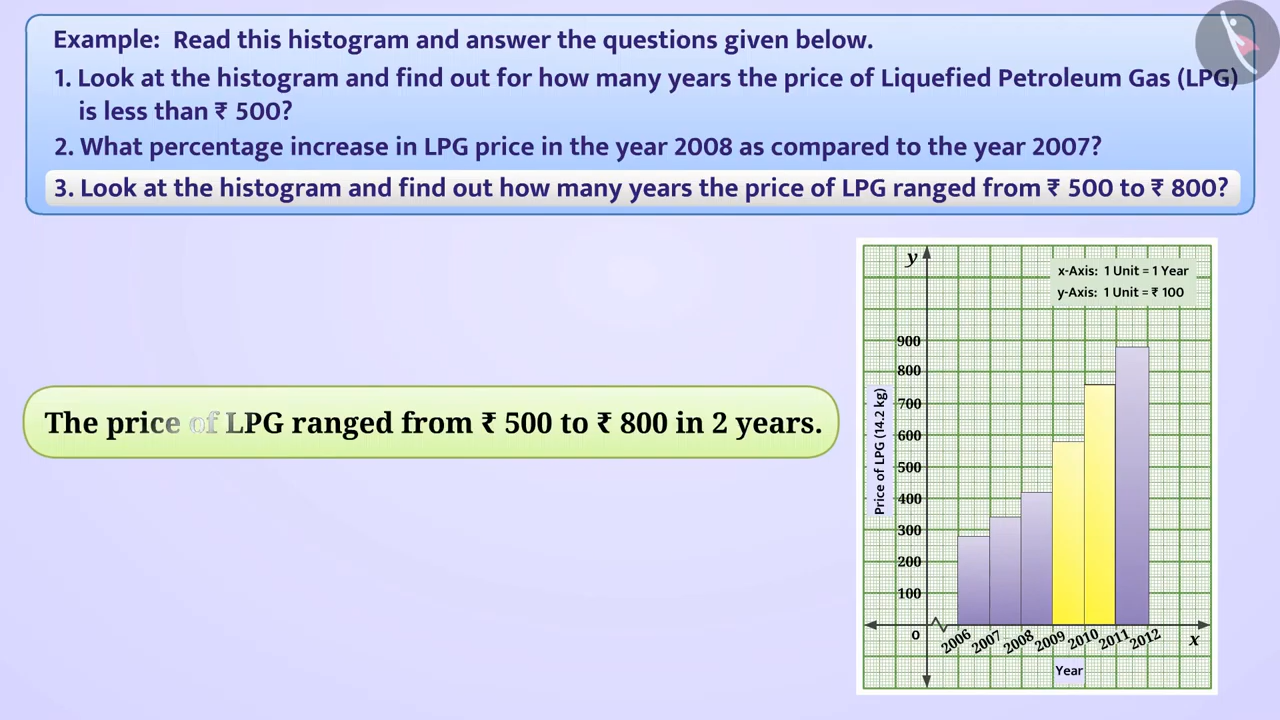 Example: Read this histogram and answer the questions given below.
1. Look at the histogram and find out for how many years the price of Liquefied Petroleum Gas (LPG)
is less than ₹ 500?
2. What percentage increase in LPG price in the year 2008 as compared to the year 2007?
3. Look at the histogram and find out how many years the price of LPG ranged from ₹ 500 to ₹ 800?
The price of LPG ranged from ₹ 500 to ₹ 800 in 2 years.
y
x-Axis: 1 Unit = 1 Year
y-Axis: 1 Unit = ₹ 100
900
800
700
600
500
400
300
200
100
Price of LPG (14.2 kg)
o
2006 2007 2008 2009 2010 2011 2012
x
Year